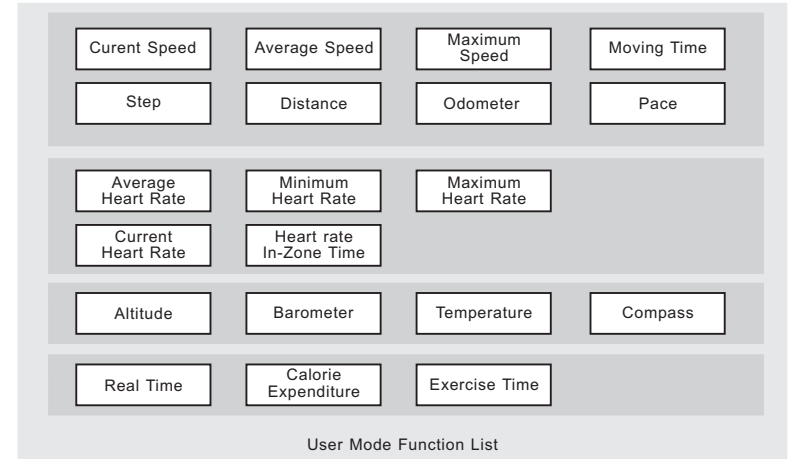 Curent Speed
Average Speed
Maximum
Speed
Moving Time
Step
Distance
Odometer
Pace
Average
Heart Rate
Minimum
Heart Rate
Maximum
Heart Rate
Current
Heart Rate
Heart rate
In-Zone Time
Altitude
Barometer
Temperature
Compass
Real Time
Calorie
Expenditure
Exercise Time
User Mode Function List